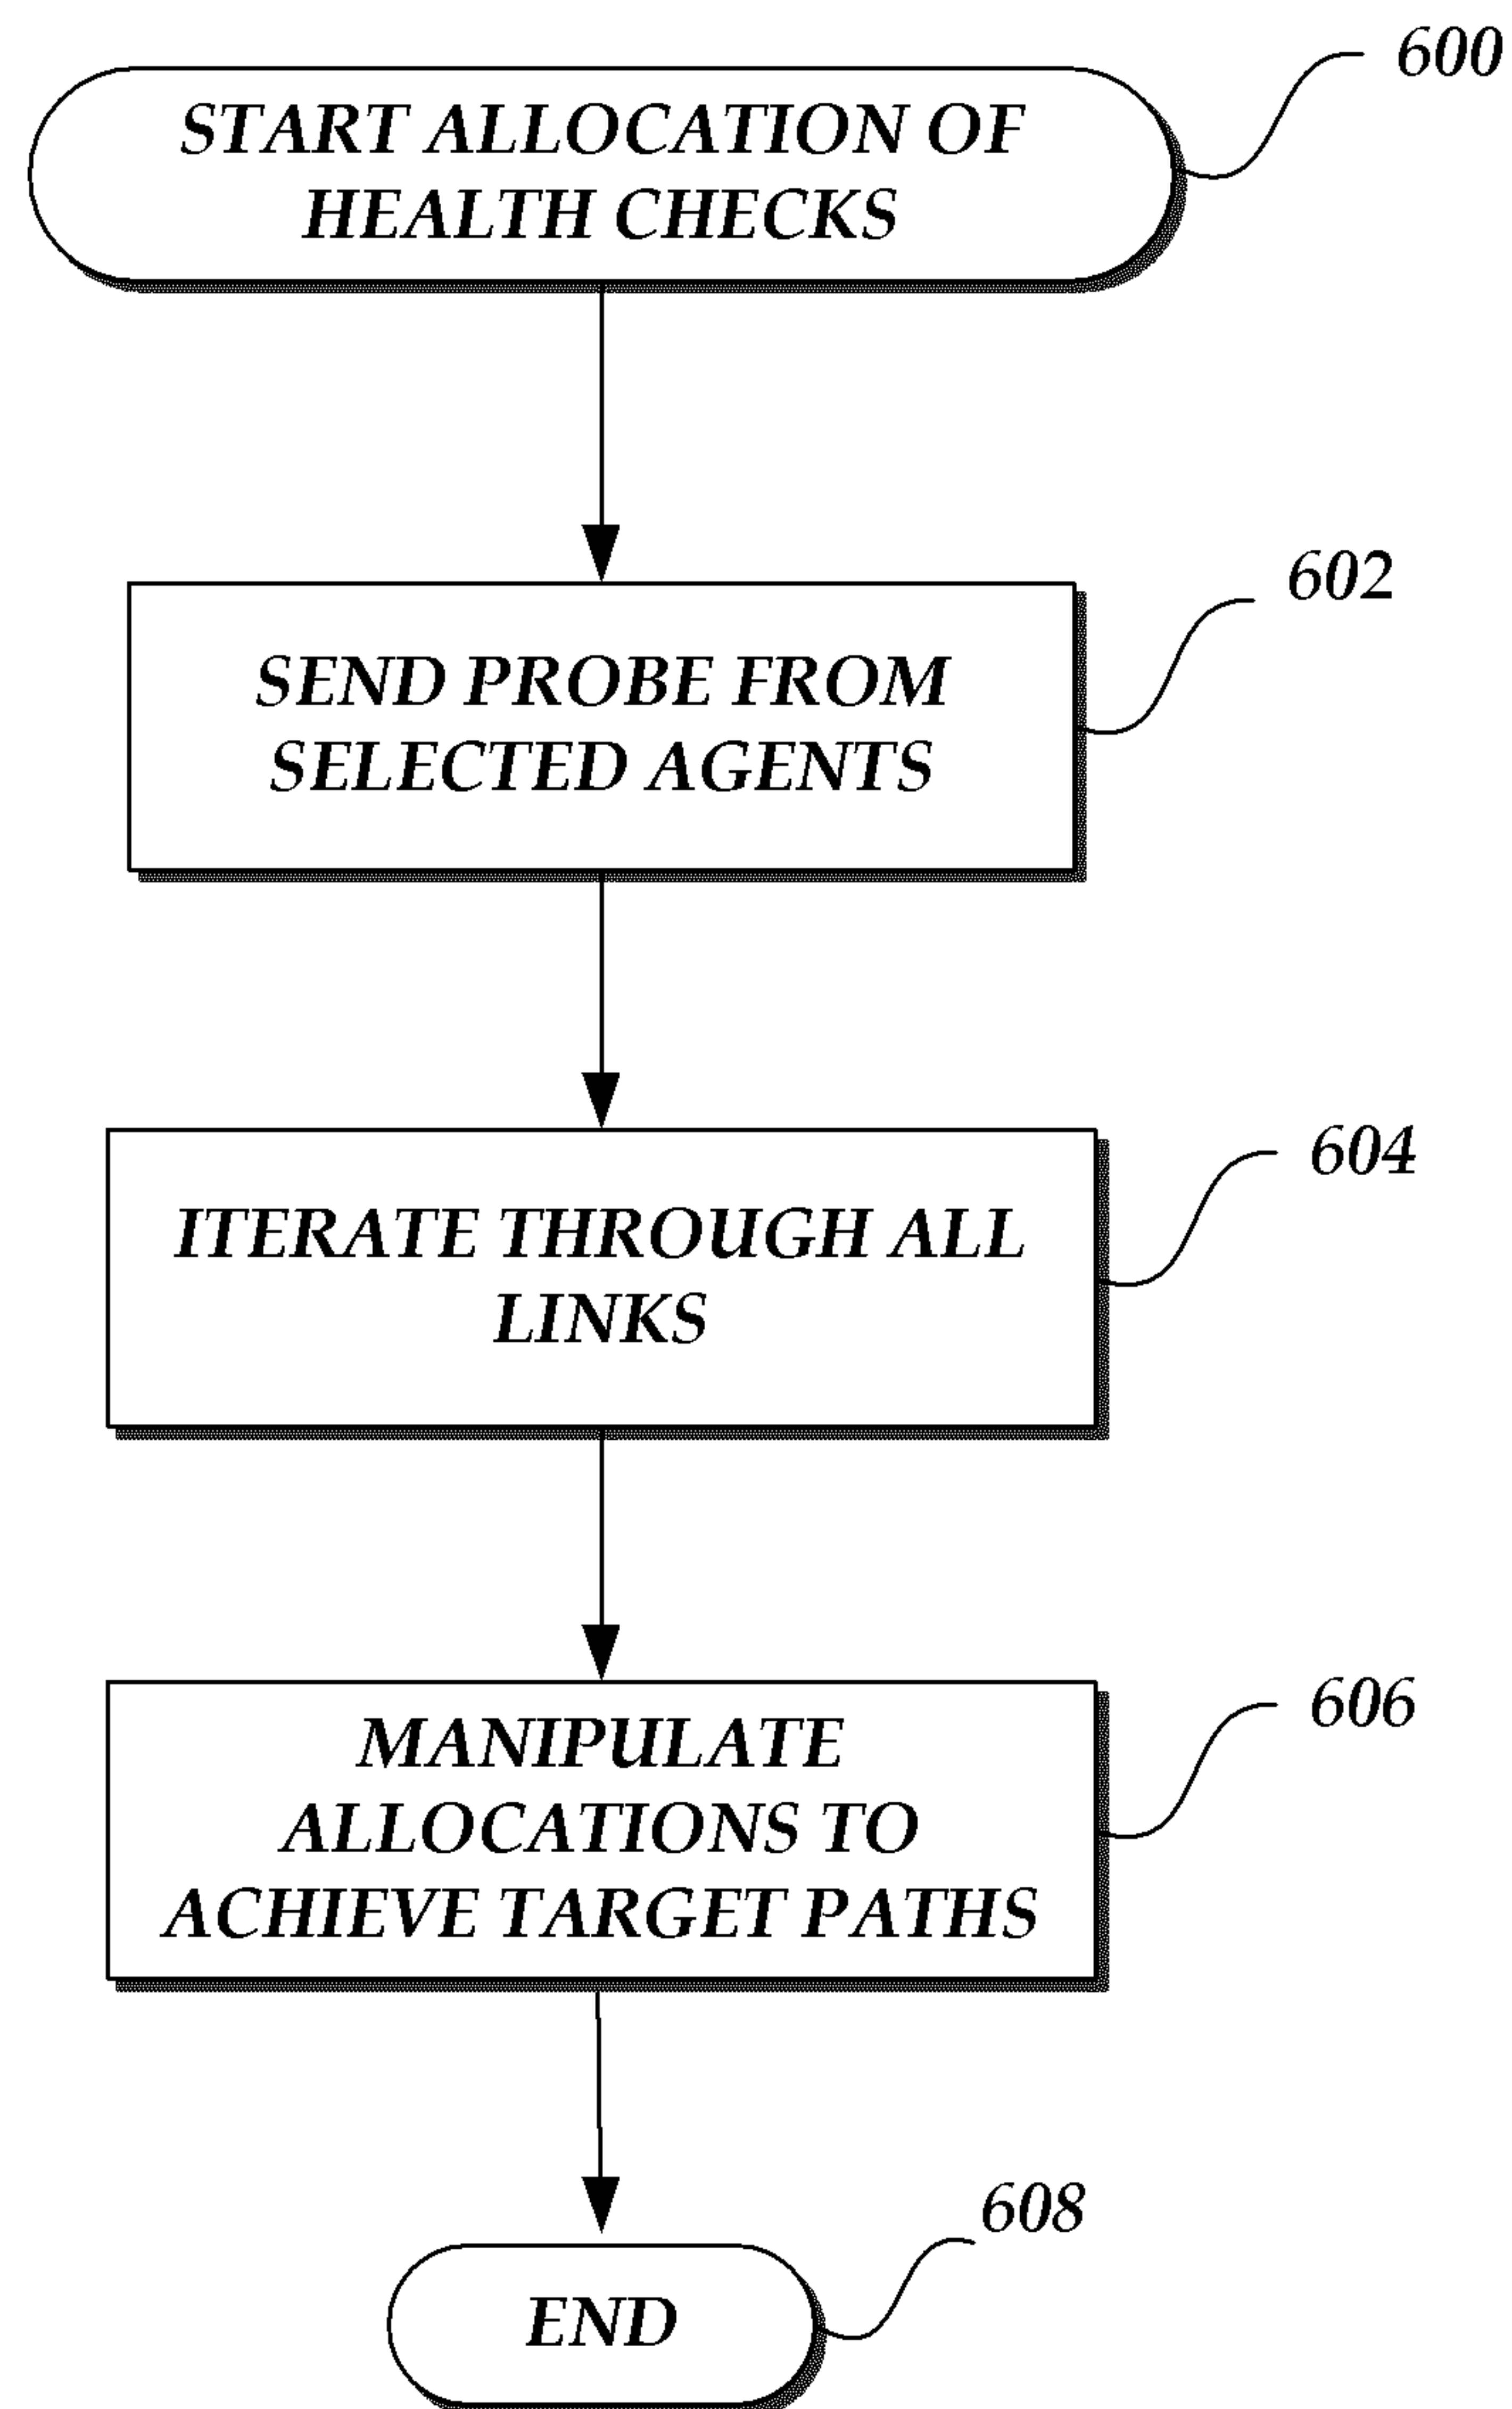 600
START ALLOCATION OF
HEALTH CHECKS
602
SEND PROBE FROM
SELECTED AGENTS
604
ITERATE THROUGH ALL
LINKS
606
MANIPULATE
ALLOCATIONS TO
ACHIEVE TARGET PATHS
608
END